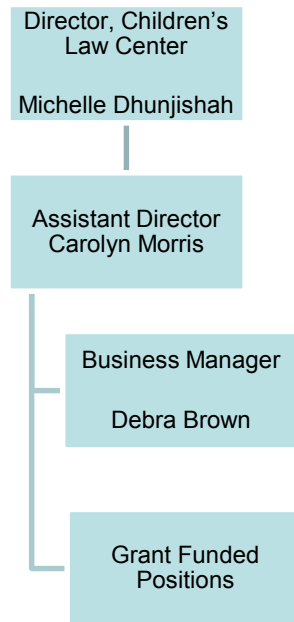 Director, Children’s
Law Center
Michelle Dhunjishah
Assistant Director
Carolyn Morris
Business Manager
Debra Brown
Grant Funded
Positions